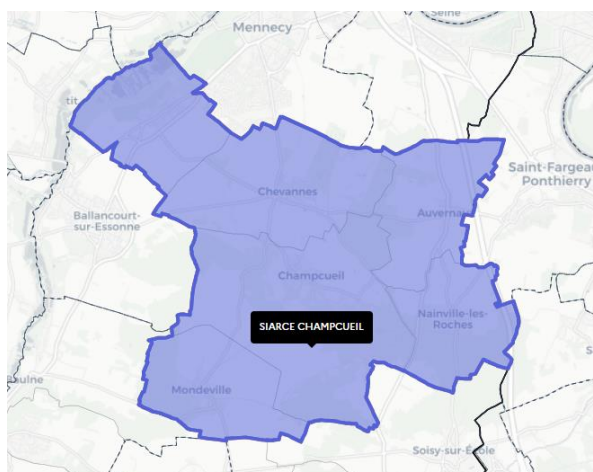 Seine
Mennecy
Saint-Fargeau
Ponthierry
Chevannes
Ballancourt-
sur-Essonne
Auvernaux
Champcueil
Nainville-les-
Roches
SIARCE CHAMPCUEIL
Mondeville
Soisy-sur-École